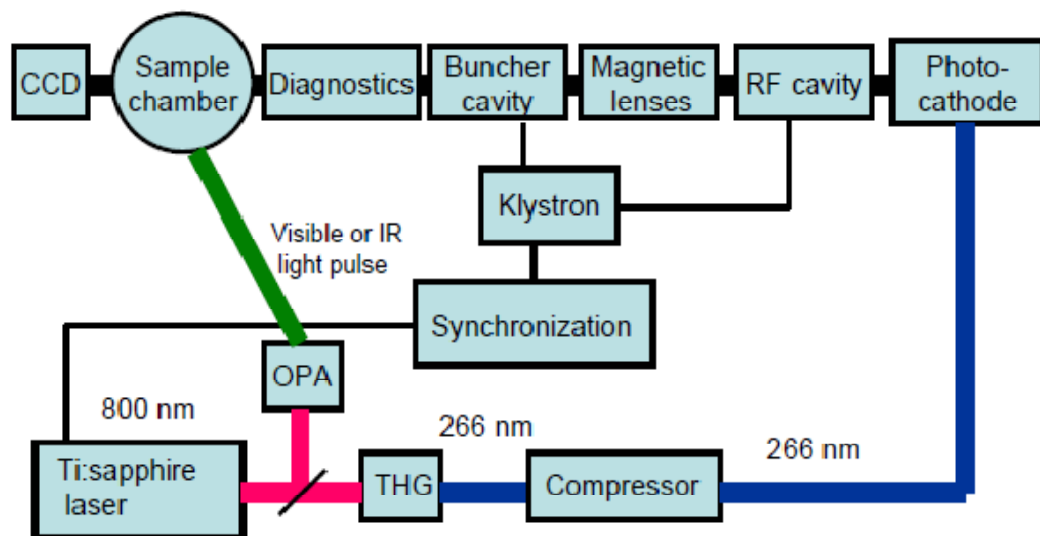 CCD
Sample
chamber
Diagnostics
Buncher
cavity
Magnetic
lenses
RF cavity
Photo-
cathode
Klystron
Visible or IR
light pulse
Synchronization
OPA
800 nm
266 nm
266 nm
Ti:sapphire
laser
THG
Compressor